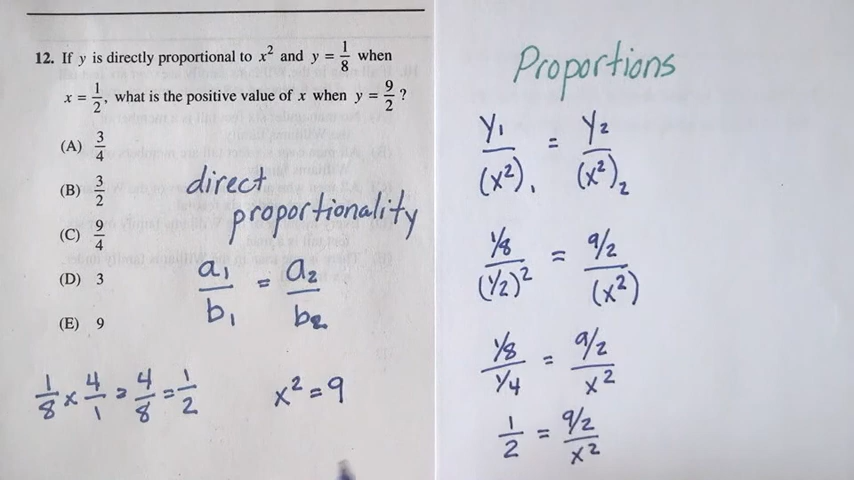 12. If y is directly proportional to x² and y = 1/8 when
x = 1/2, what is the positive value of x when y = 9/2 ?
(A) 3/4
(B) 3/2
(C) 9/4
(D) 3
(E) 9
direct
proportionality
a₁/b₁ = a₂/b₂
1/8 x 4/1 = 4/8 = 1/2
x² = 9
Proportions
y₁/(x²)₁ = y₂/(x²)₂
1/8/(1/2)² = 9/2/(x²)
1/8/1/4 = 9/2/x²
1/2 = 9/2/x²